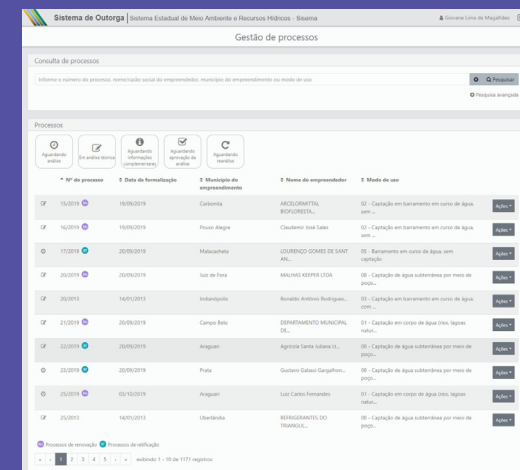 Sistema de Outorga | Sistema Estadual de Meio Ambiente e Recursos Hídricos - Sisema Giovana Lima de Magalhães
Gestão de processos
Consulta de processos
Informe o número do processo, nome/razão social do empreendedor, município do empreendimento ou modo de uso
Pesquisar
Pesquisa avançada
Processos
Aguardando análise
Em análise técnica
Aguardando informações complementares
Aguardando aprovação da análise
Aguardando reanálise
Nº do processo Data da formalização Município do empreendimento Nome do empreendedor Modo de uso
15/2019 19/09/2019 Carbonita ARCELORMITTAL BIOFLORESTA... 02 - Captação em barramento em curso de água, sem ... Ações
16/2019 19/09/2019 Pouso Alegre Claudemir José Sales 02 - Captação em barramento em curso de água, sem ... Ações
17/2019 20/09/2019 Malacacheta LOURENÇO GOMES DE SANT AN... 05 - Barramento em curso de água, sem captação Ações
20/2019 20/09/2019 Juiz de Fora MALHAS KEEPER LTDA 08 - Captação de água subterrânea por meio de poço... Ações
20/2013 14/01/2013 Indianópolis Ronaldo Antônio Rodrigues... 03 - Captação em barramento em curso de água, com ... Ações
21/2019 20/09/2019 Campo Belo DEPARTAMENTO MUNICIPAL DE... 01 - Captação em corpo de água (rios, lagoas natur... Ações
22/2019 20/09/2019 Araguari Agrícola Santa Juliana Lt... 08 - Captação de água subterrânea por meio de poço... Ações
22/2019 20/09/2019 Prata Gustavo Galassi Gargalhon... 08 - Captação de água subterrânea por meio de poço... Ações
25/2019 03/10/2019 Araguari Luiz Carlos Fernandes 01 - Captação em corpo de água (rios, lagoas natur... Ações
25/2013 14/01/2013 Uberlândia REFRIGERANTES DO TRIANGUL... 08 - Captação de água subterrânea por meio de poço... Ações
Processos de renovação Processos de retificação
« ‹ 1 2 3 4 5 › » exibindo 1 - 10 de 1171 registros